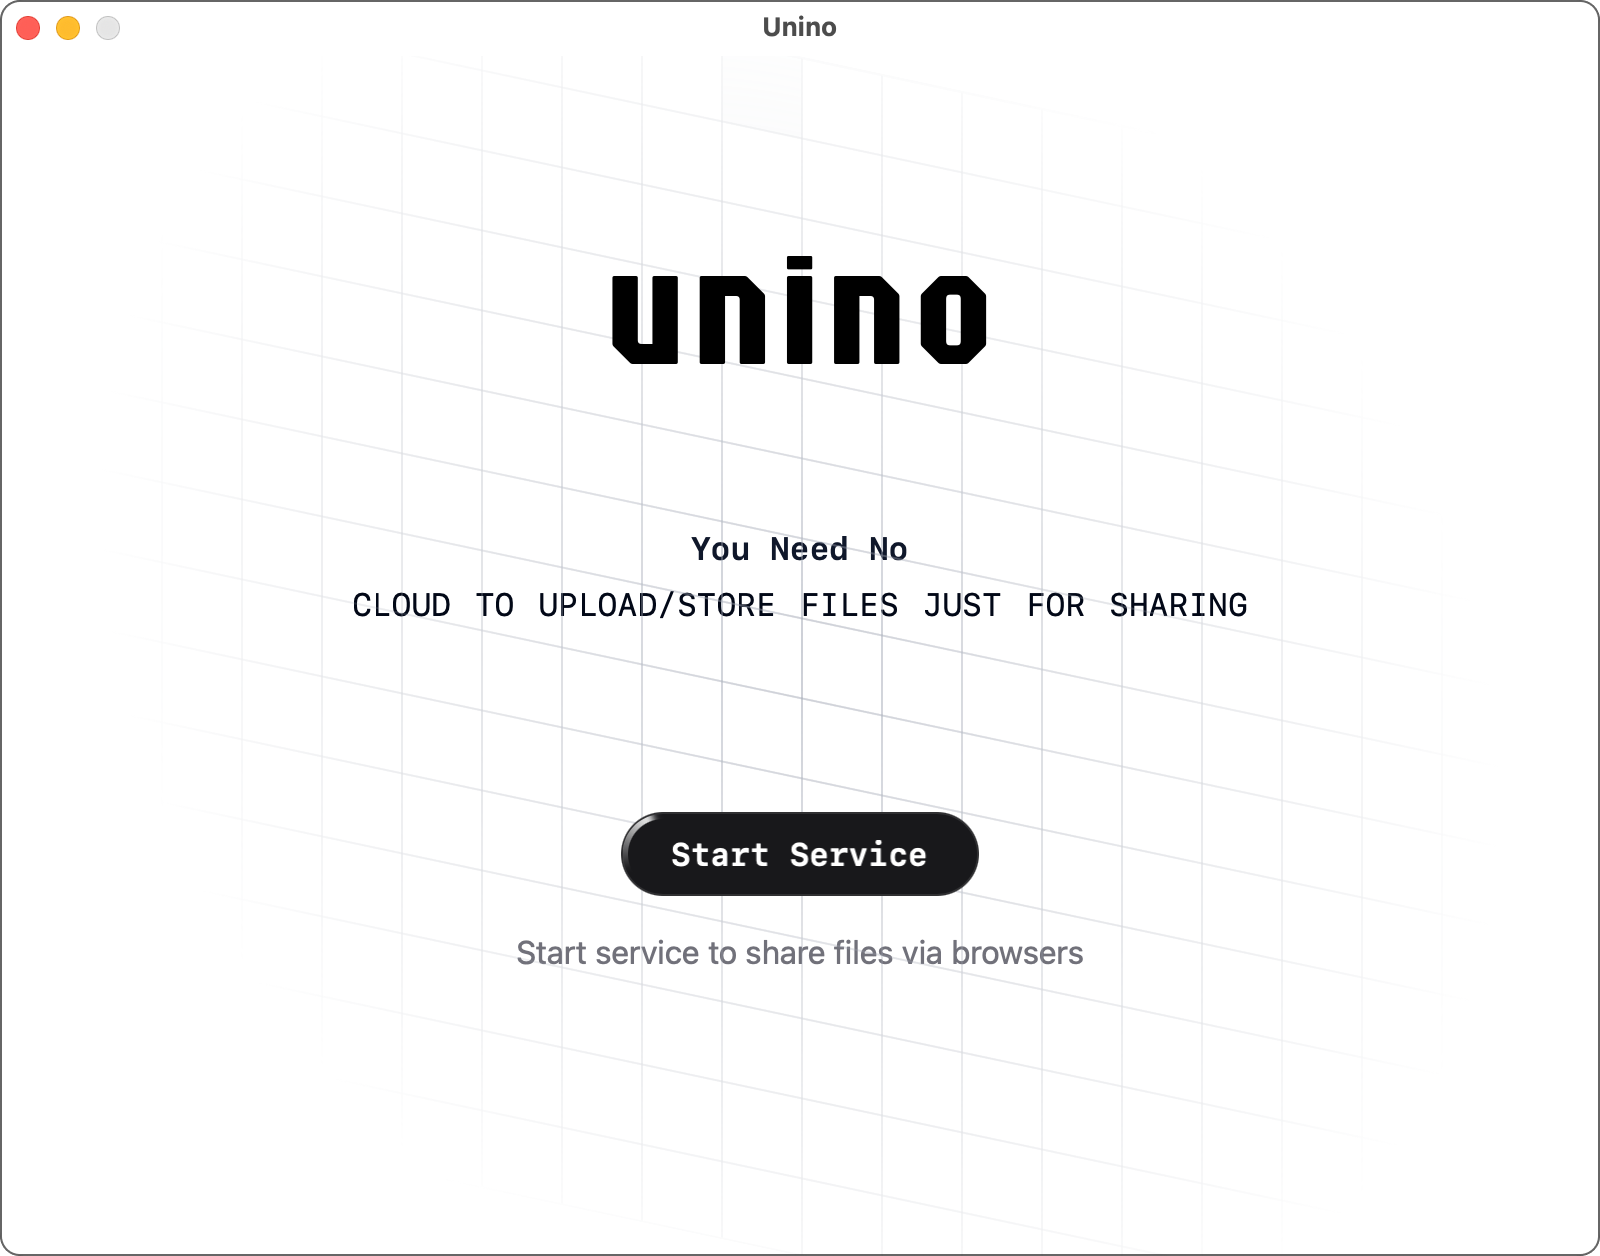 Unino
unino
You Need No
CLOUD TO UPLOAD/STORE FILES JUST FOR SHARING
Start Service
Start service to share files via browsers